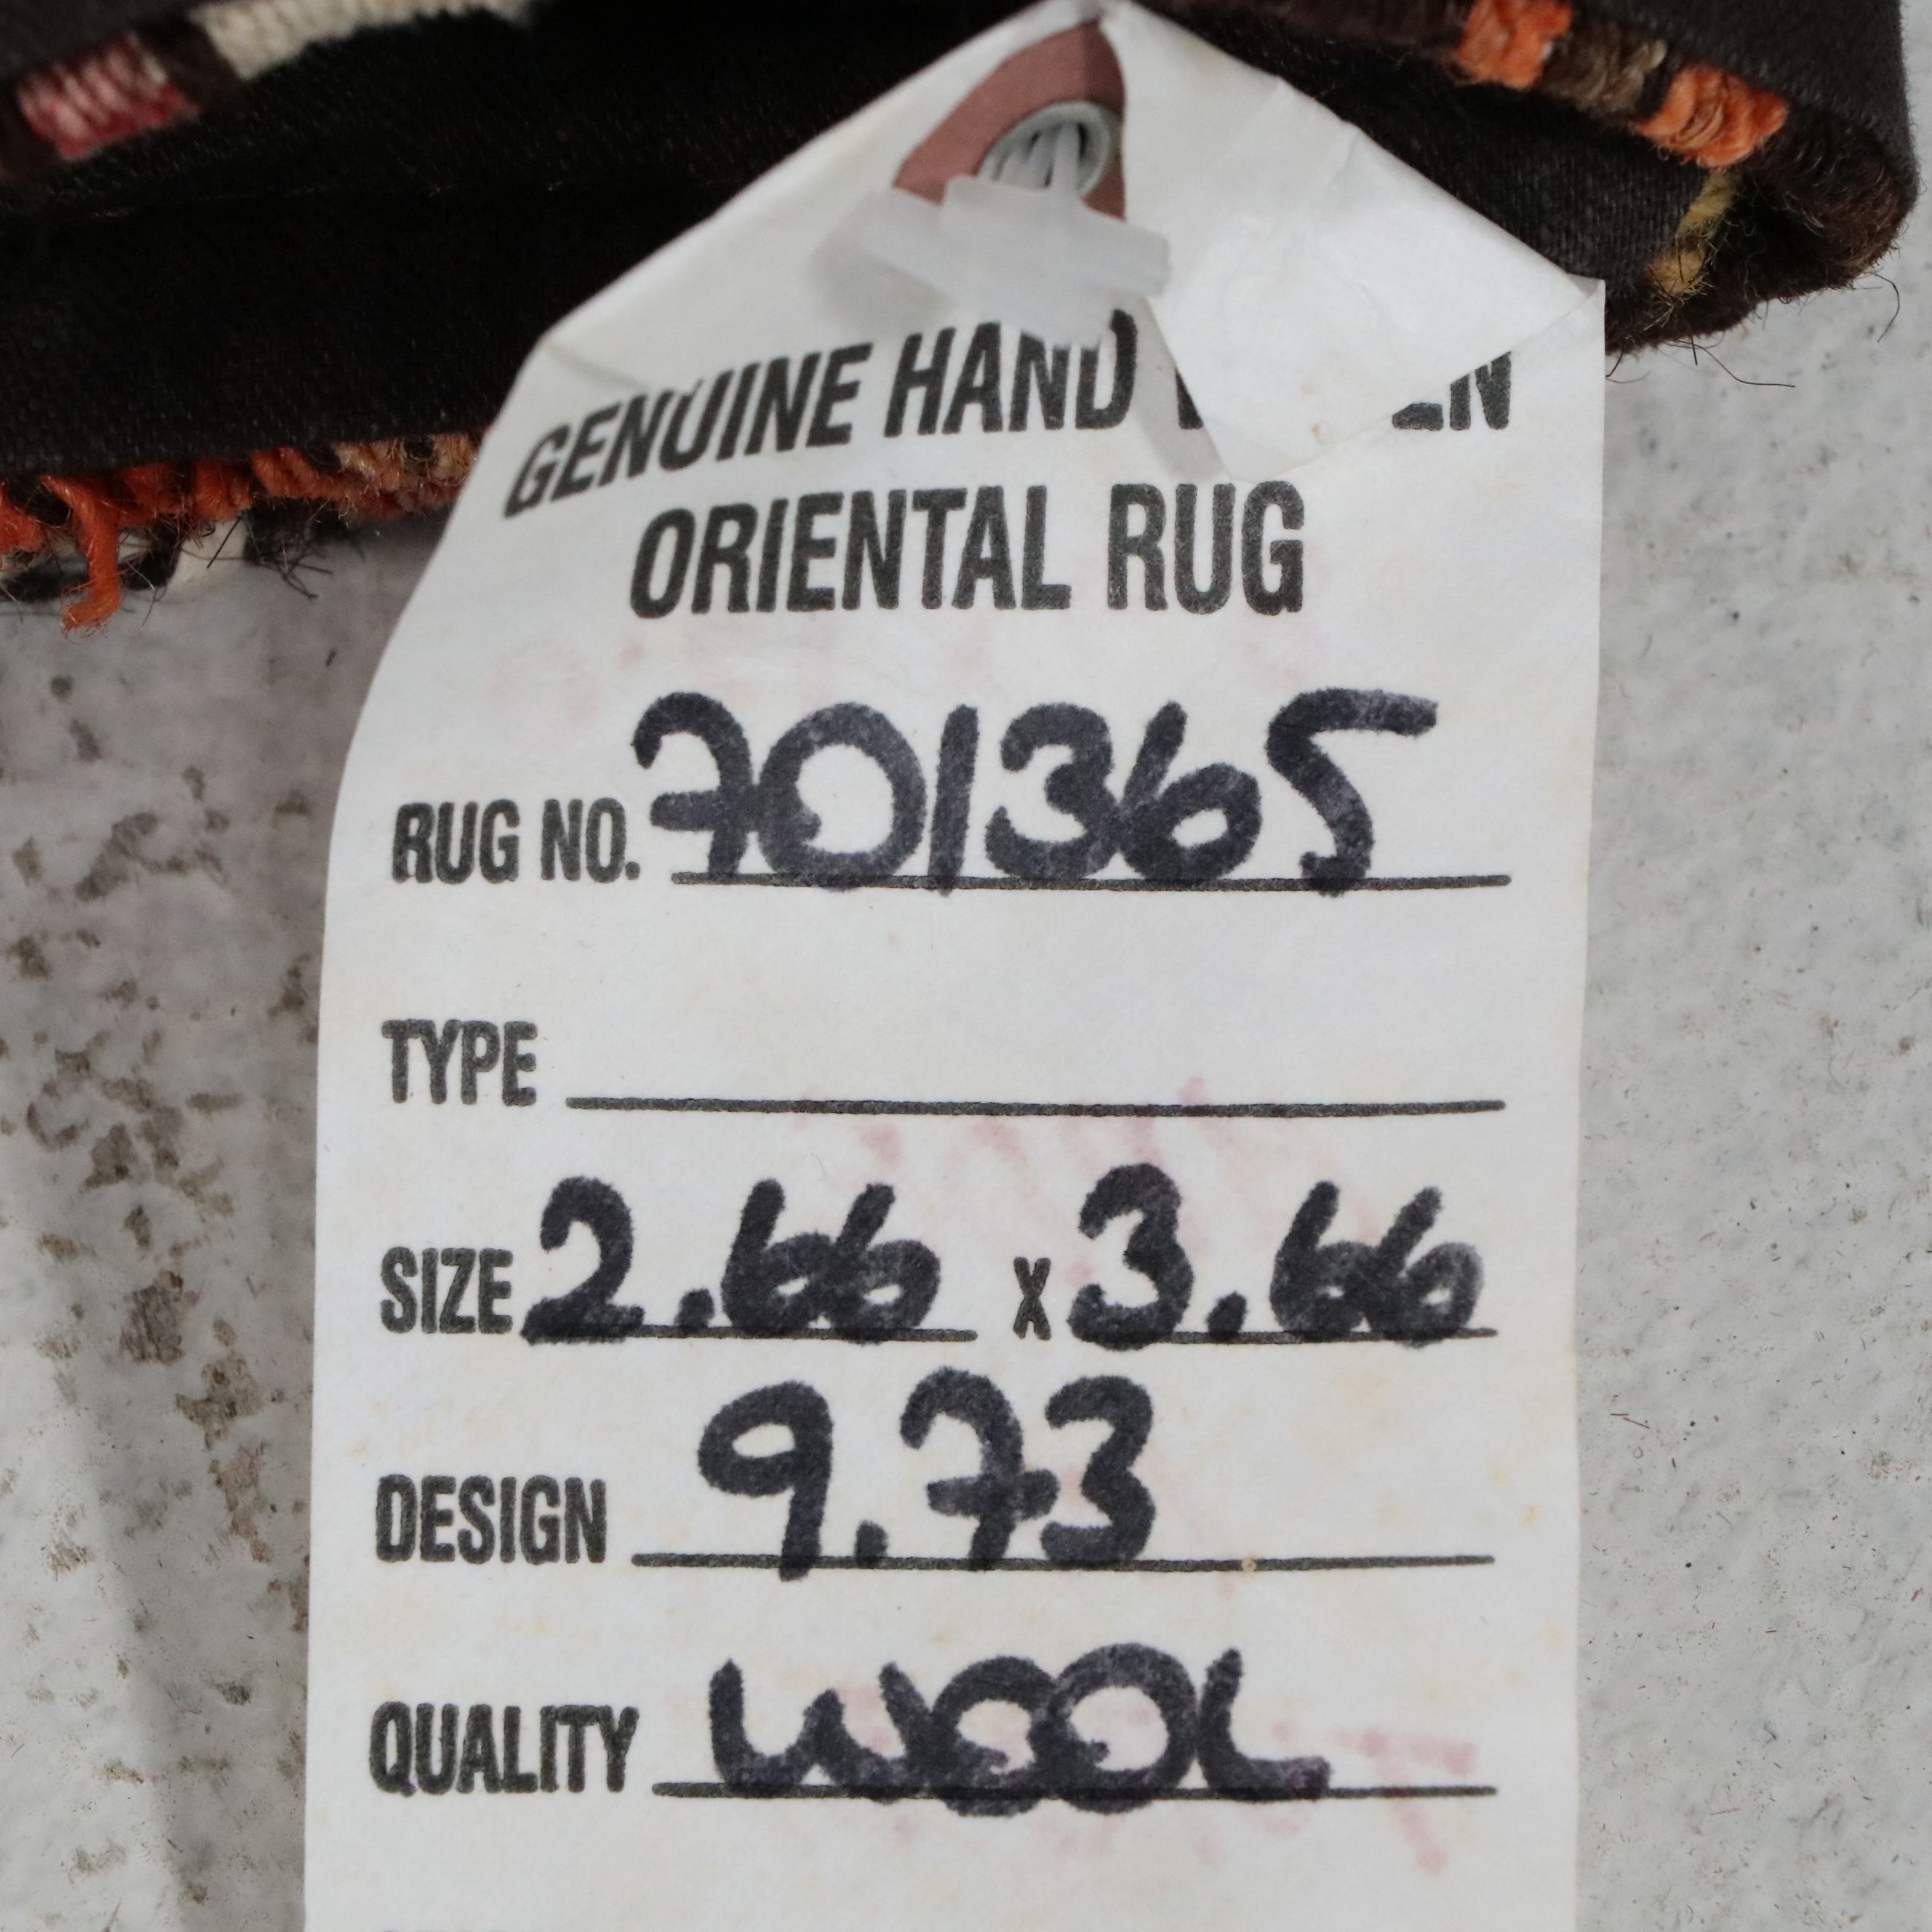 GENUINE HAND
ORIENTAL RUG
RUG NO. 701365
TYPE
SIZE 2.66 X 3.66
DESIGN 9.73
QUALITY WOOL